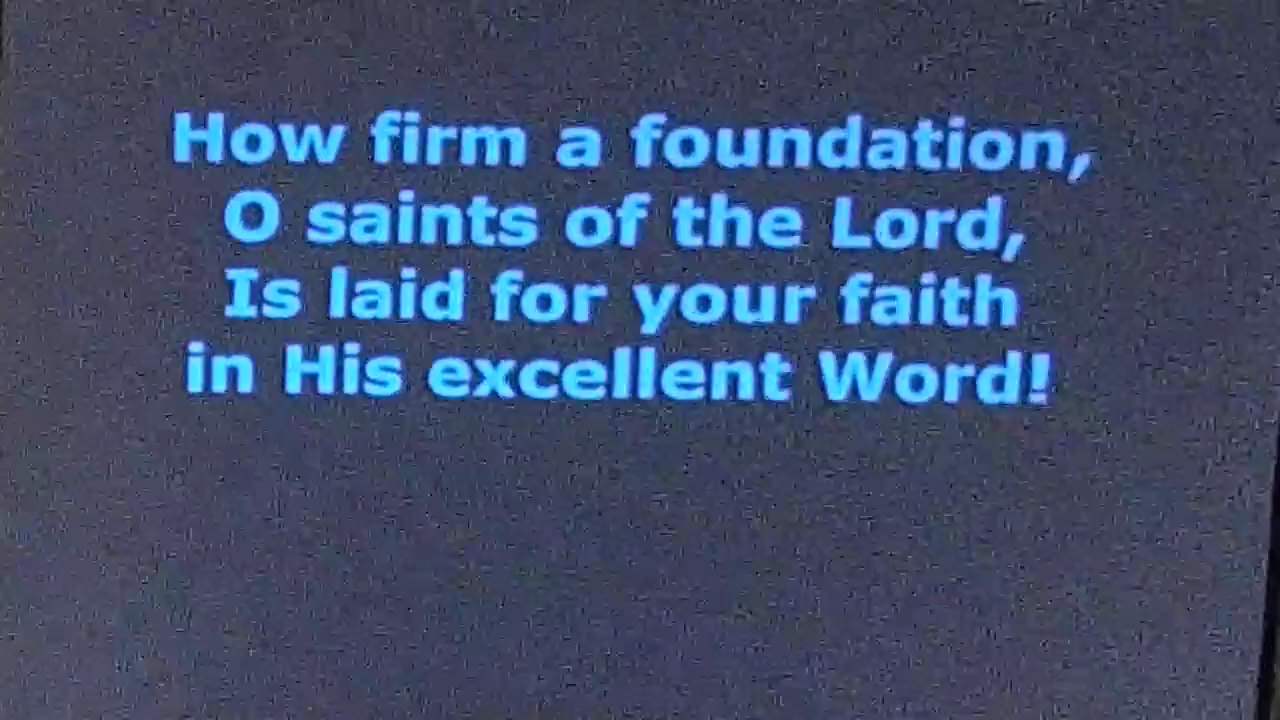 How firm a foundation,
O saints of the Lord,
Is laid for your faith
in His excellent Word!